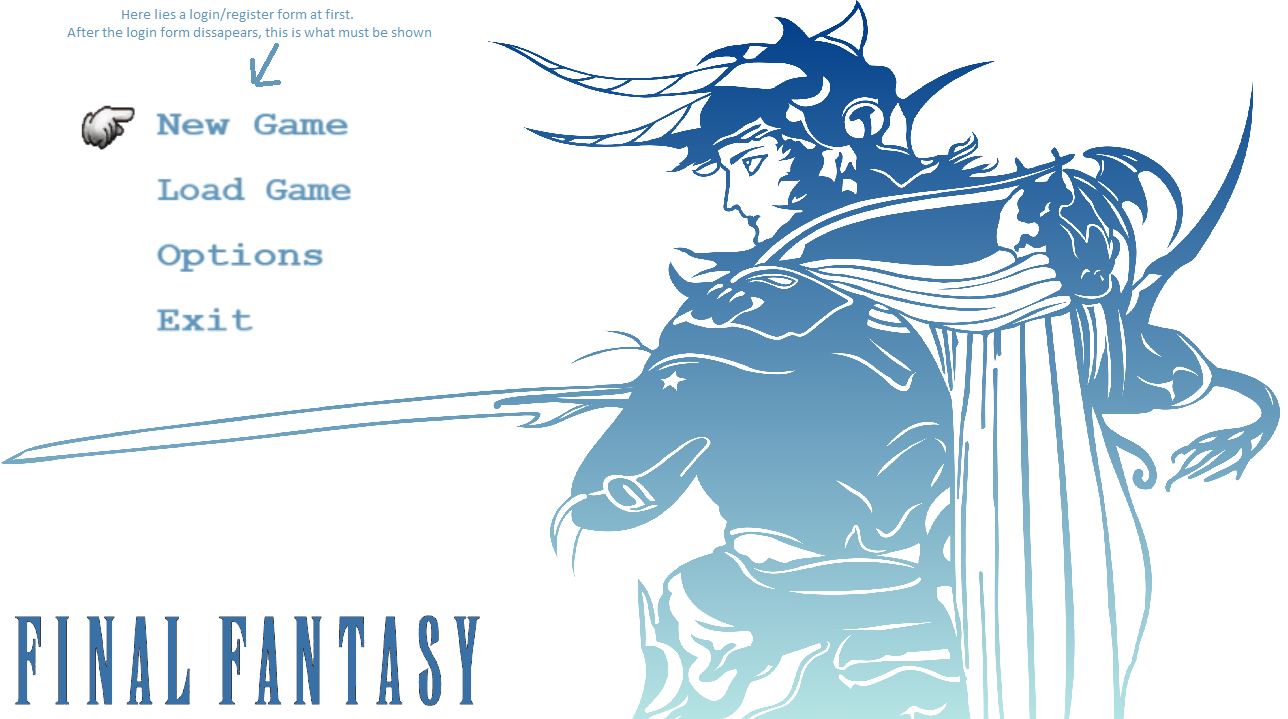 Here lies a login/register form at first.
After the login form dissapears, this is what must be shown
New Game
Load Game
Options
Exit
FINAL FANTASY